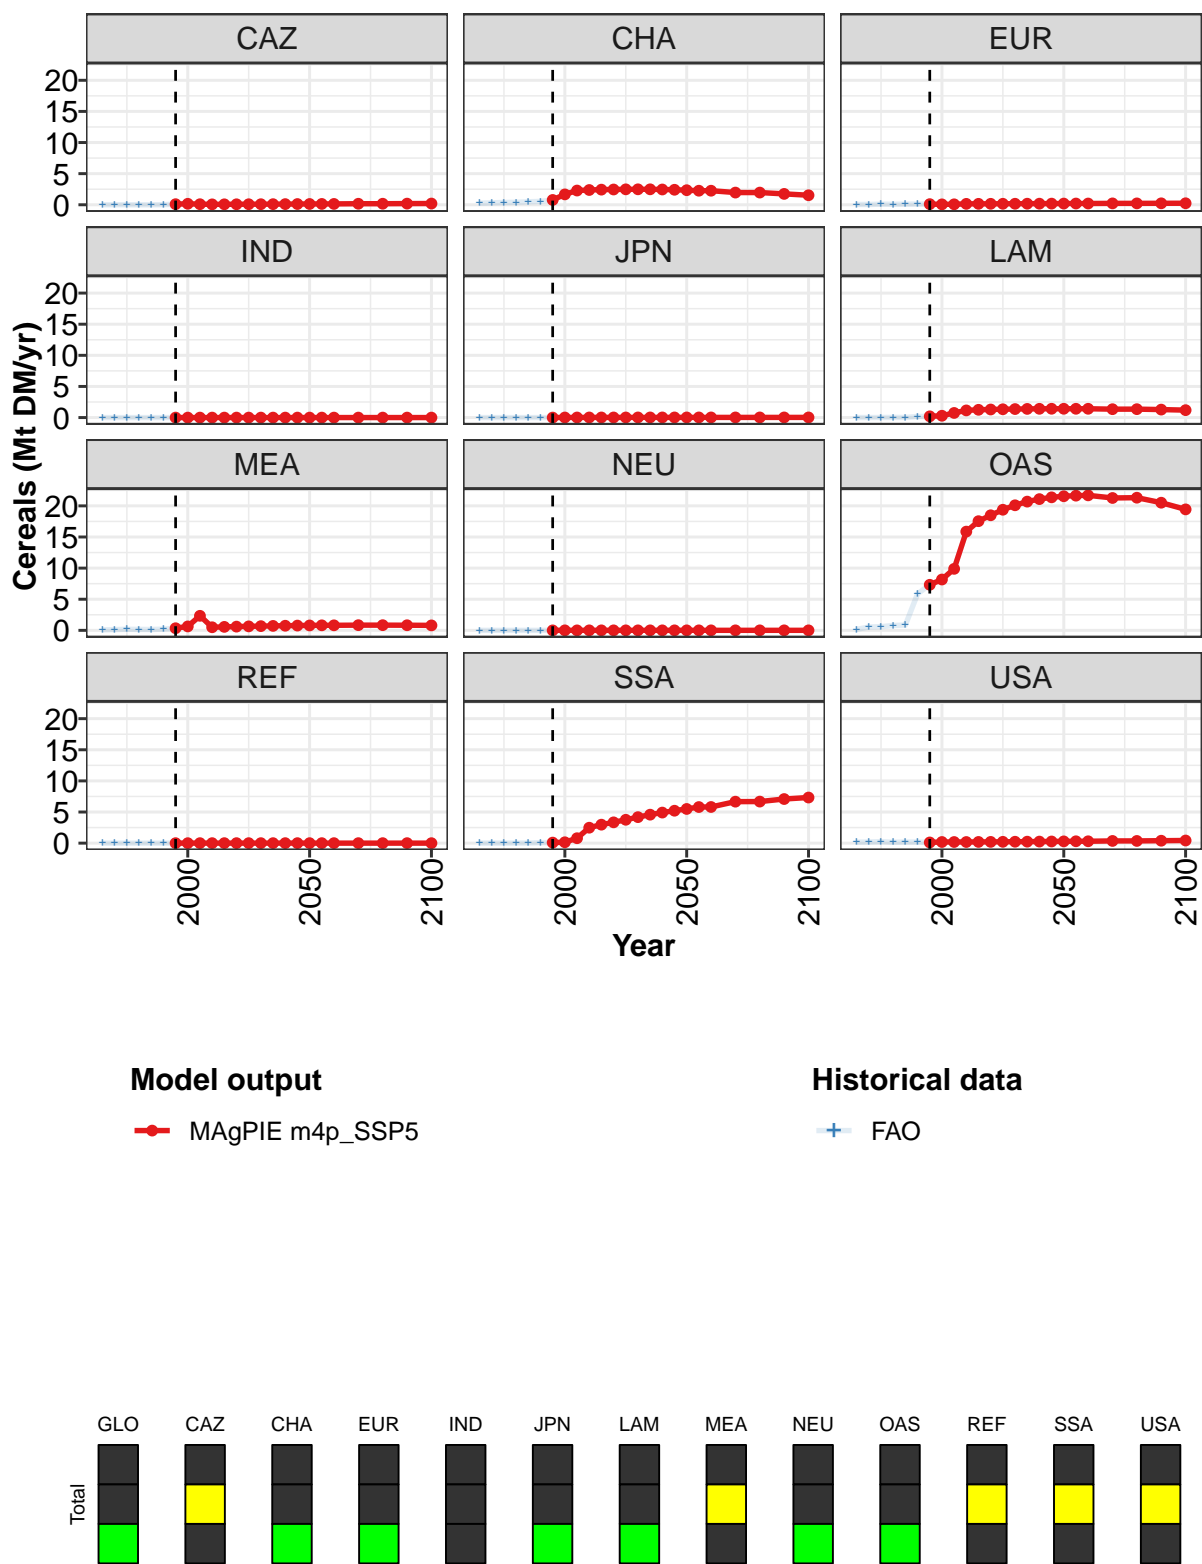 CAZ CHA EUR
20
15
10
5
0
IND JPN LAM
20
15
10
5
0
MEA NEU OAS
20
15
10
5
0
REF SSA USA
20
15
10
5
0
Cereals (Mt DM/yr)
2000 2050 2100 2000 2050 2100 2000 2050 2100
Year
Model output Historical data
MAgPIE m4p_SSP5 FAO
GLO CAZ CHA EUR IND JPN LAM MEA NEU OAS REF SSA USA
Total